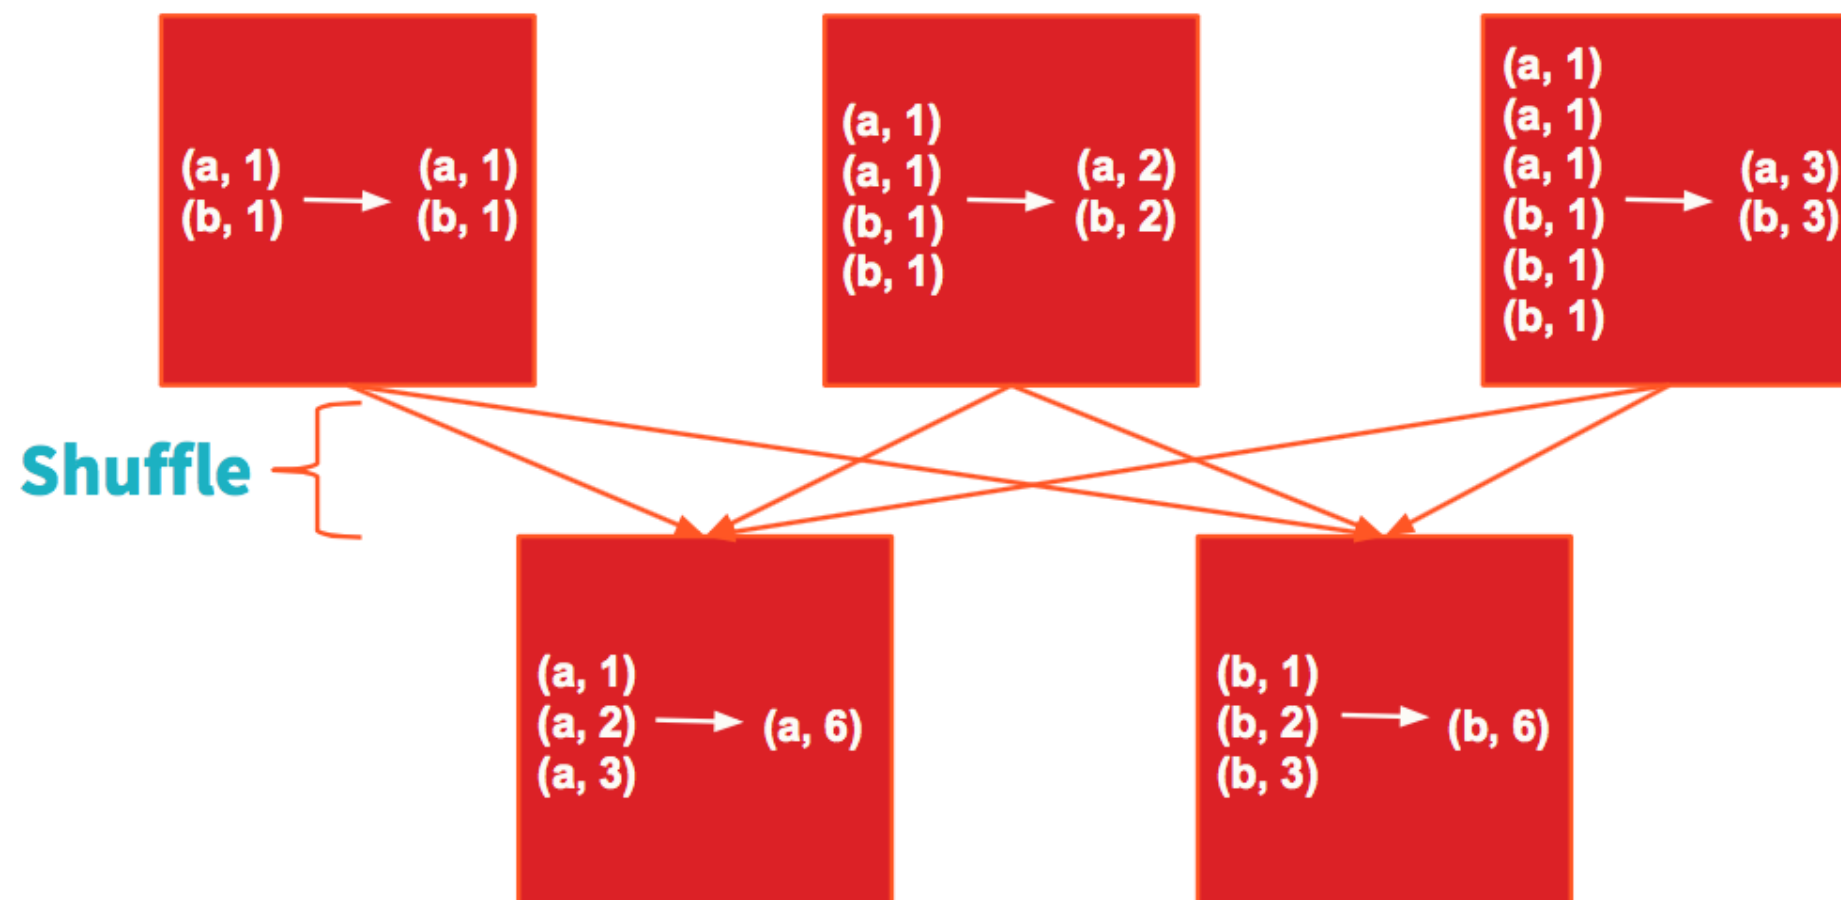 (a, 1)
(b, 1)
(a, 1)
(b, 1)
(a, 1)
(a, 1)
(b, 1)
(b, 1)
(a, 2)
(b, 2)
(a, 1)
(a, 1)
(a, 1)
(b, 1)
(b, 1)
(b, 1)
(a, 3)
(b, 3)
Shuffle
(a, 1)
(a, 2)
(a, 3)
(a, 6)
(b, 1)
(b, 2)
(b, 3)
(b, 6)